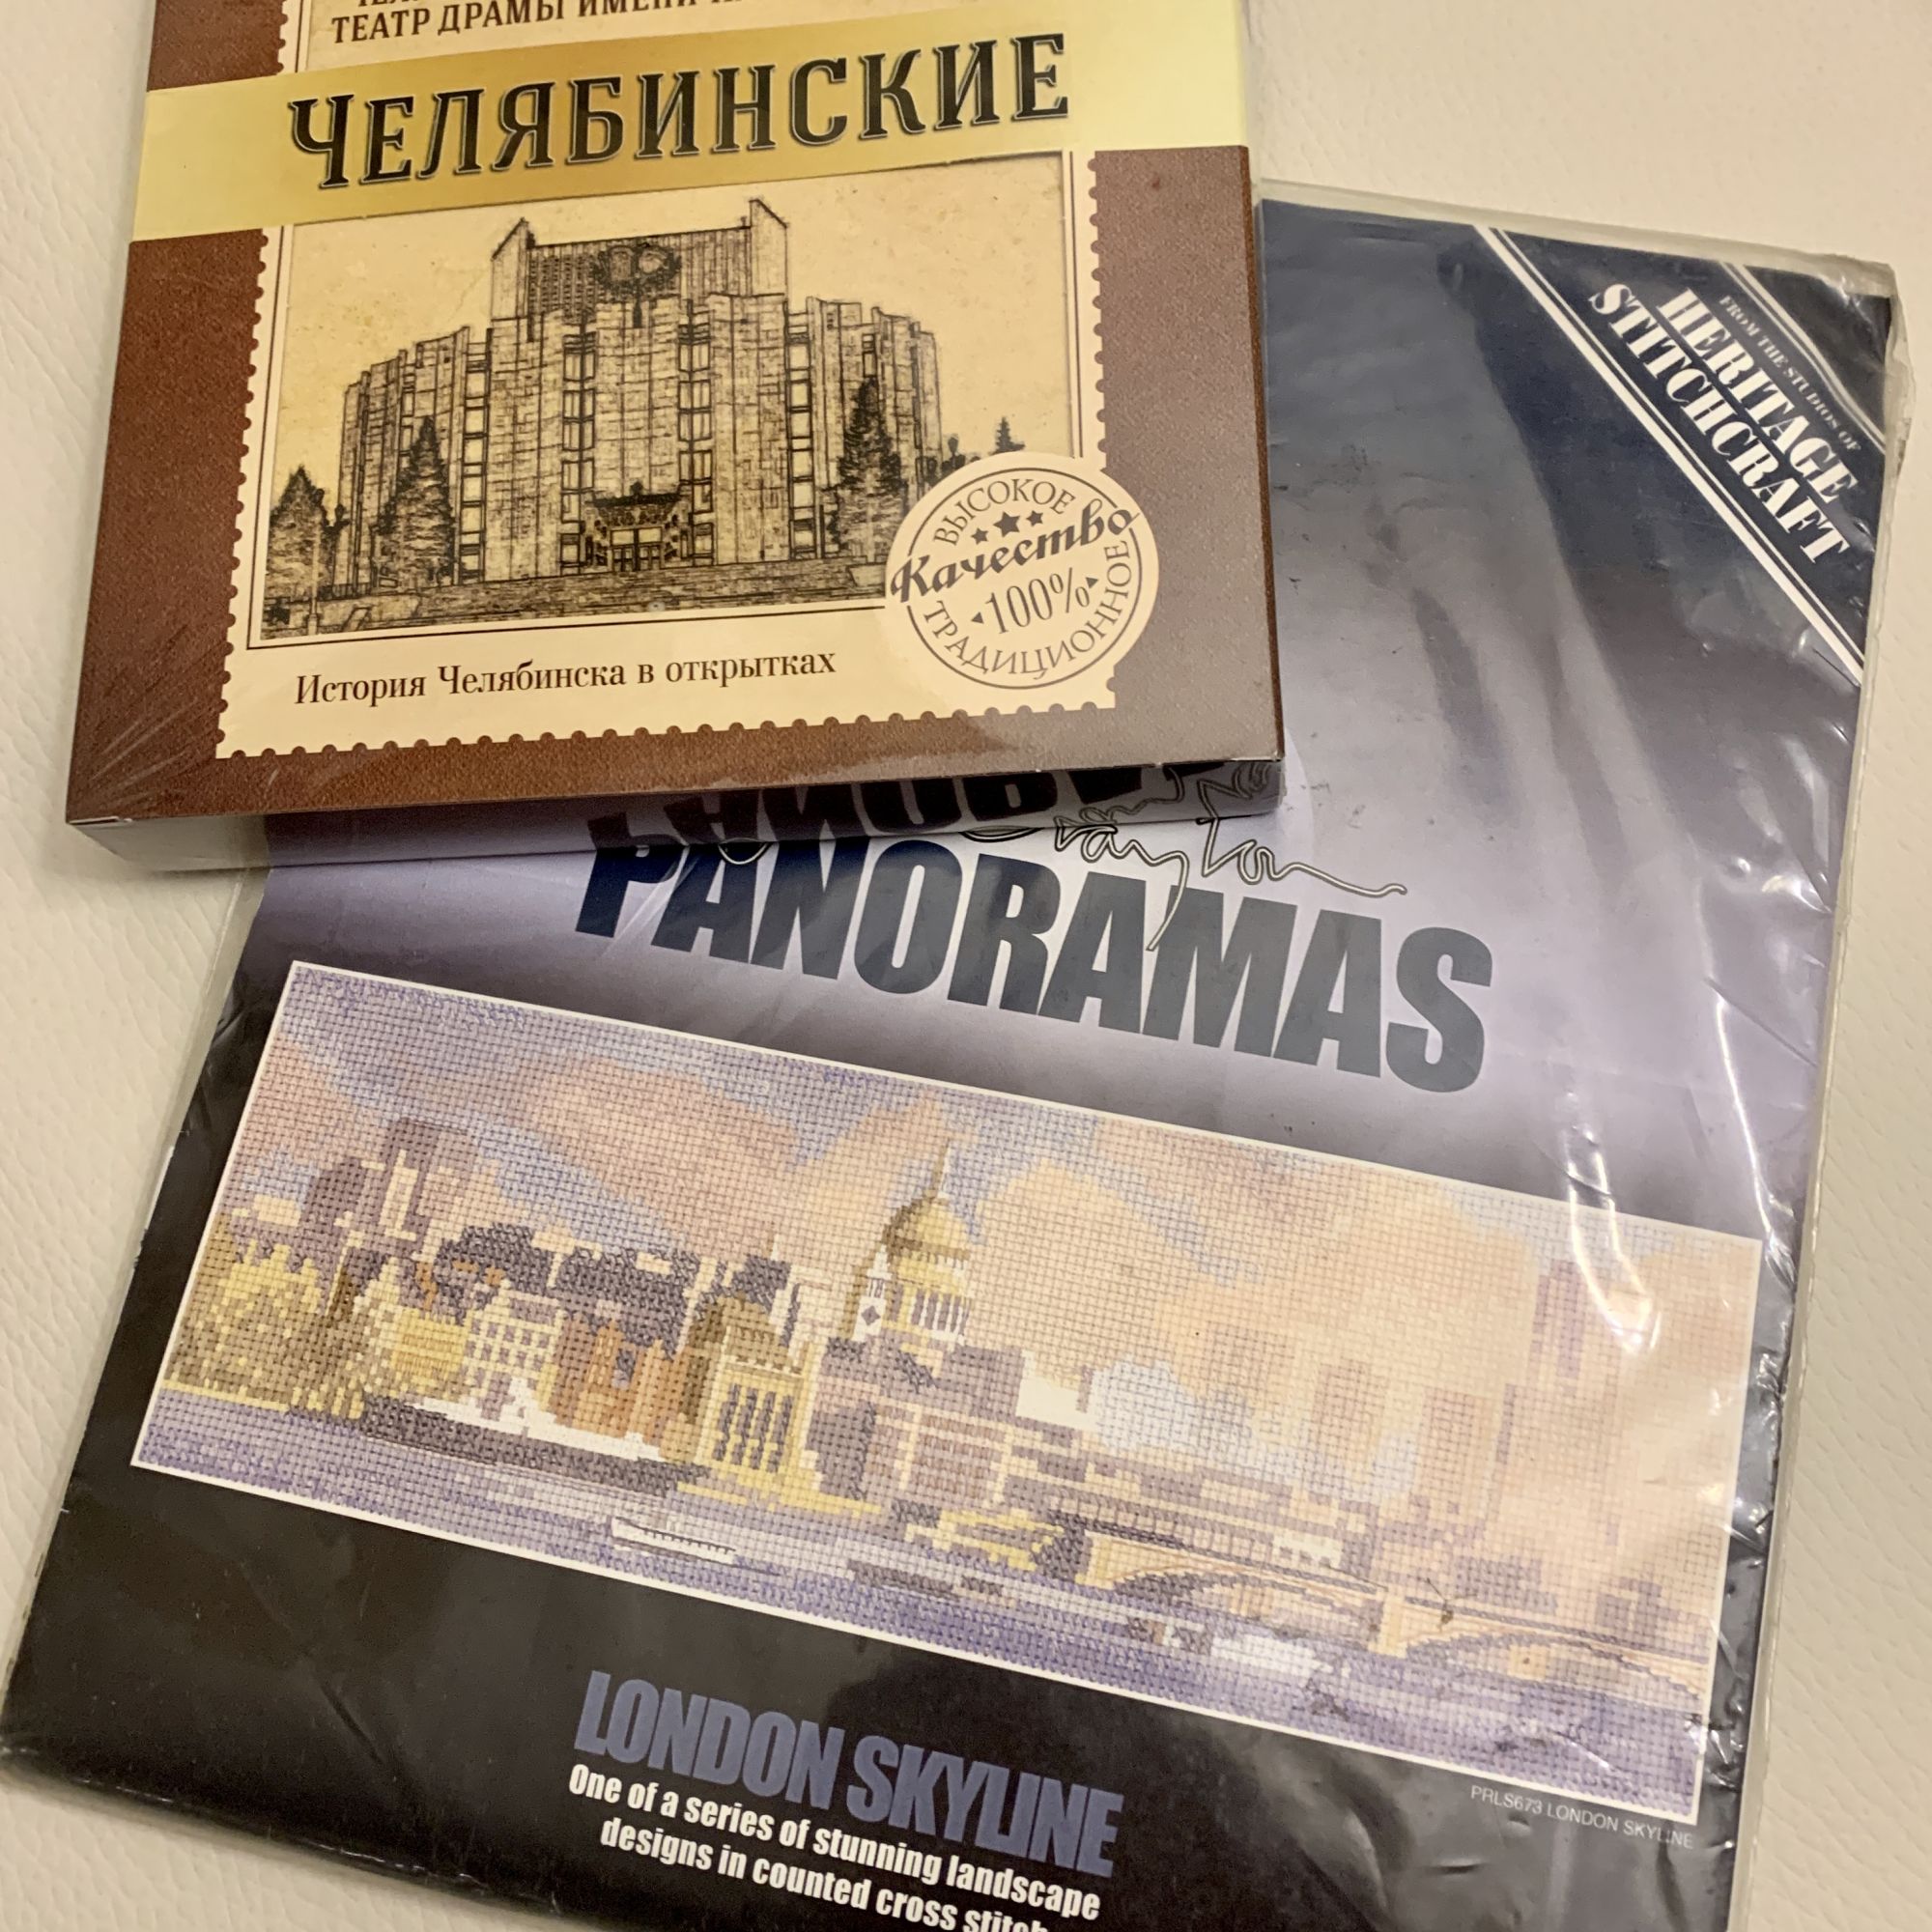 ТЕАТР ДРАМЫ ИМЕНИ
ЧЕЛЯБИНСКИЕ
ВЫСОКОЕ
Качество
100%
ТРАДИЦИОННОЕ
История Челябинска в открытках
FROM THE STUDIOS OF
HERITAGE
STITCHCRAFT
PANORAMAS
PRLS673 LONDON SKYLINE
LONDON SKYLINE
One of a series of stunning landscape
designs in counted cross stitch